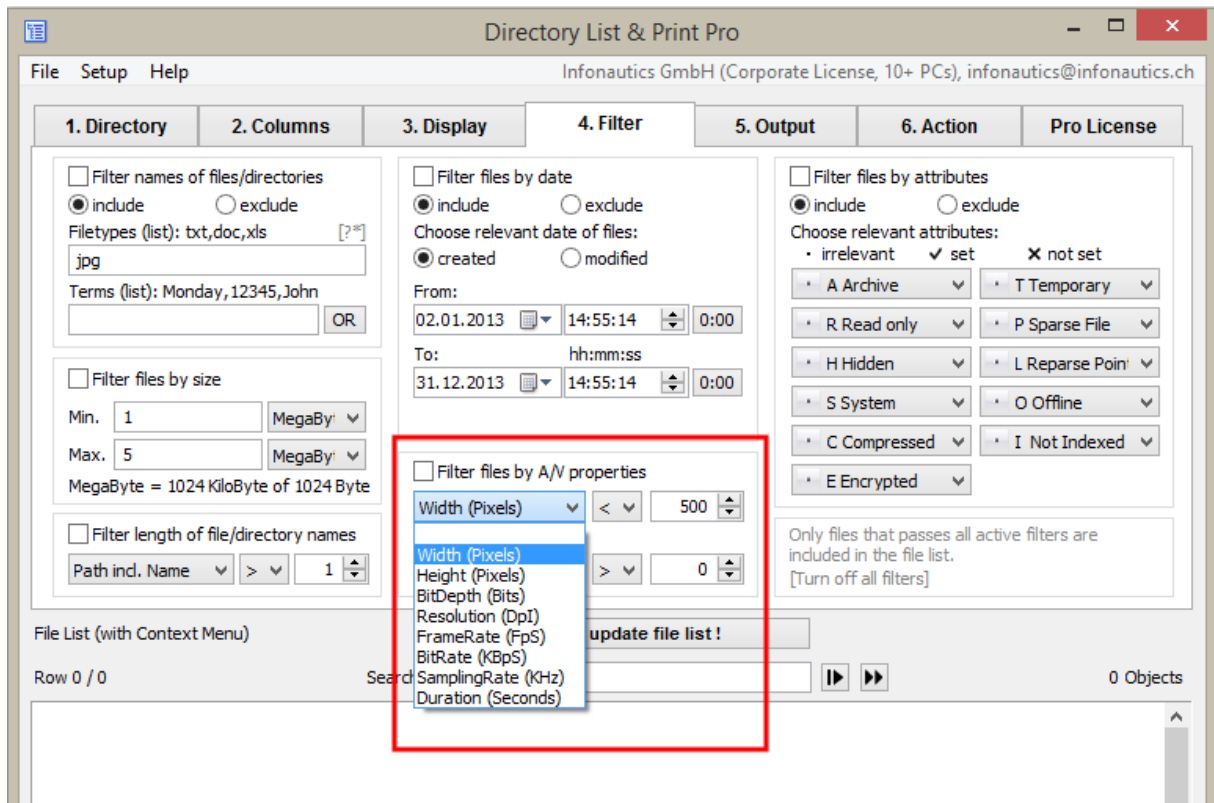 Directory List & Print Pro
File Setup Help
Infonautics GmbH (Corporate License, 10+ PCs), infonautics@infonautics.ch
1. Directory
2. Columns
3. Display
4. Filter
5. Output
6. Action
Pro License
Filter names of files/directories
include exclude
Filetypes (list): txt,doc,xls [?*]
jpg
Terms (list): Monday,12345,John
OR
Filter files by size
Min. 1 MegaByt
Max. 5 MegaByt
MegaByte = 1024 KiloByte of 1024 Byte
Filter length of file/directory names
Path incl. Name > 1
Filter files by date
include exclude
Choose relevant date of files:
created modified
From:
02.01.2013 14:55:14 0:00
To: hh:mm:ss
31.12.2013 14:55:14 0:00
Filter files by A/V properties
Width (Pixels) < 500
> 0
Width (Pixels)
Height (Pixels)
BitDepth (Bits)
Resolution (DpI)
FrameRate (FpS)
BitRate (KBpS)
SamplingRate (KHz)
Duration (Seconds)
Filter files by attributes
include exclude
Choose relevant attributes:
· irrelevant ✓ set ✗ not set
A Archive
T Temporary
R Read only
P Sparse File
H Hidden
L Reparse Point
S System
O Offline
C Compressed
I Not Indexed
E Encrypted
Only files that passes all active filters are
included in the file list.
[Turn off all filters]
File List (with Context Menu)
update file list !
Row 0 / 0
Search
0 Objects